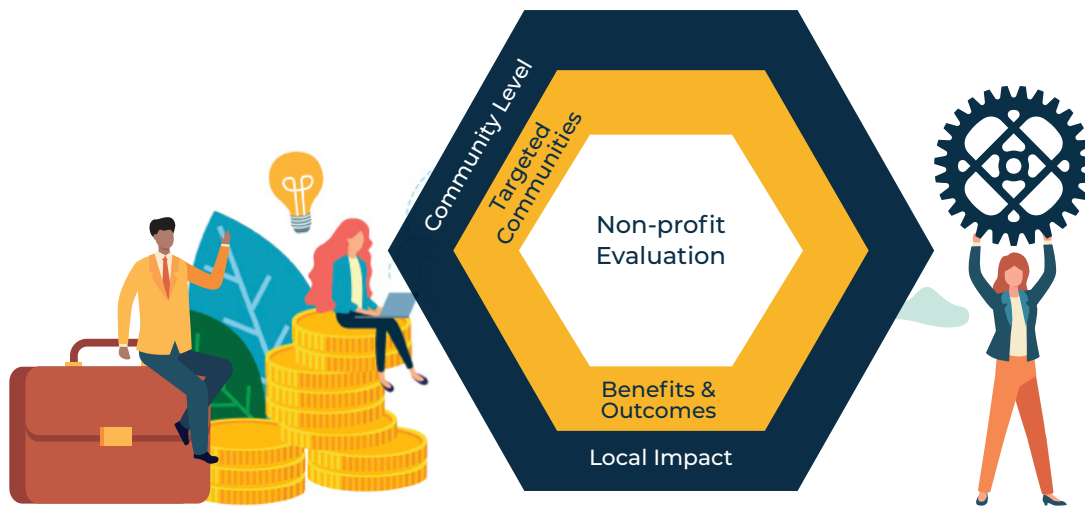 Community Level
Targeted
Communities
Non-profit
Evaluation
Benefits &
Outcomes
Local Impact